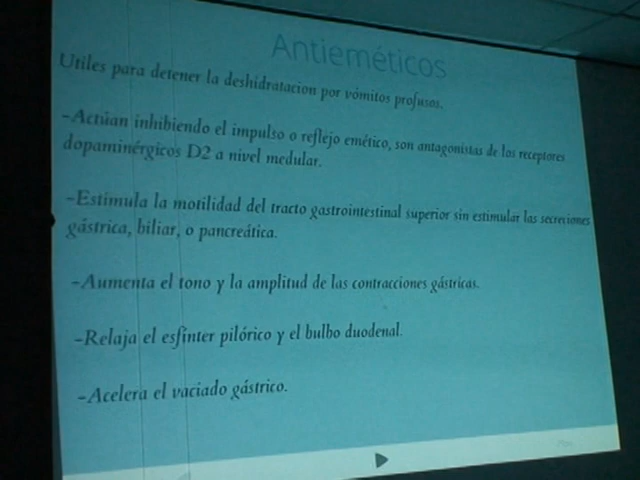 Antieméticos
Utiles para detener la deshidratacion por vómitos profusos.
-Actúan inhibiendo el impulso o reflejo emético, son antagonistas de los receptores
dopaminérgicos D2 a nivel medular.
-Estimula la motilidad del tracto gastrointestinal superior sin estimular las secreciones
gástrica, biliar, o pancreática.
-Aumenta el tono y la amplitud de las contracciones gástricas.
-Relaja el esfínter pilórico y el bulbo duodenal.
-Acelera el vaciado gástrico.